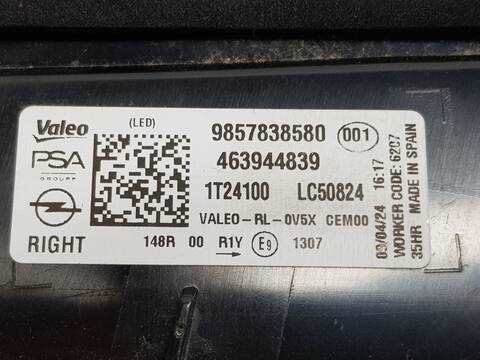 Valeo
(LED)
9857838580 001
PSA
GROUPE
463944839
1T24100 LC50824
VALEO-RL-0V5X CEM00
RIGHT
148R 00 R1Y E9 1307
09/04/24 16:17
WORKER CODE: 6207
35HR MADE IN SPAIN